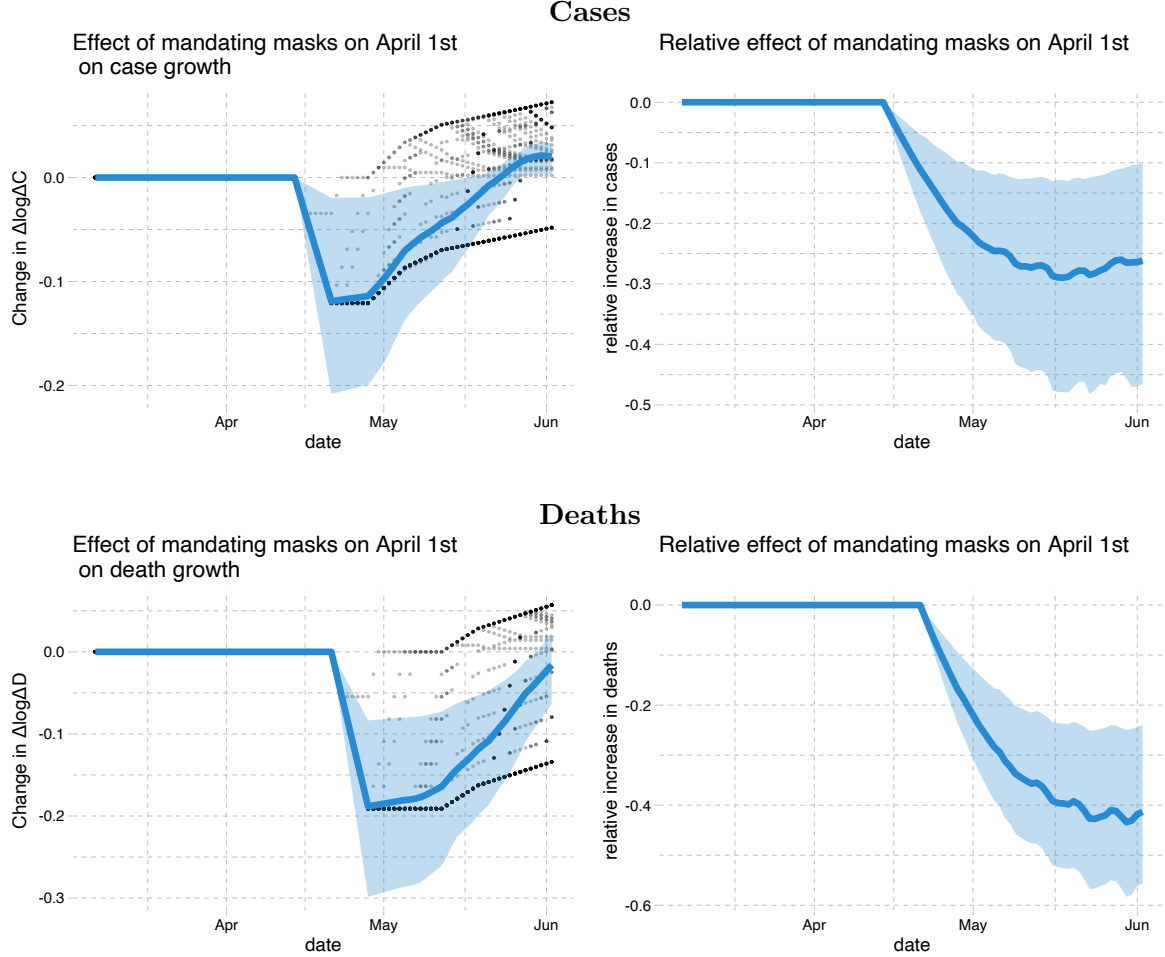 Cases
Effect of mandating masks on April 1st
on case growth
Change in ΔlogΔC
0.0
-0.1
-0.2
Apr
May
Jun
date
Relative effect of mandating masks on April 1st
relative increase in cases
0.0
-0.1
-0.2
-0.3
-0.4
-0.5
Apr
May
Jun
date
Deaths
Effect of mandating masks on April 1st
on death growth
Change in ΔlogΔD
0.0
-0.1
-0.2
-0.3
Apr
May
Jun
date
Relative effect of mandating masks on April 1st
relative increase in deaths
0.0
-0.2
-0.4
-0.6
Apr
May
Jun
date